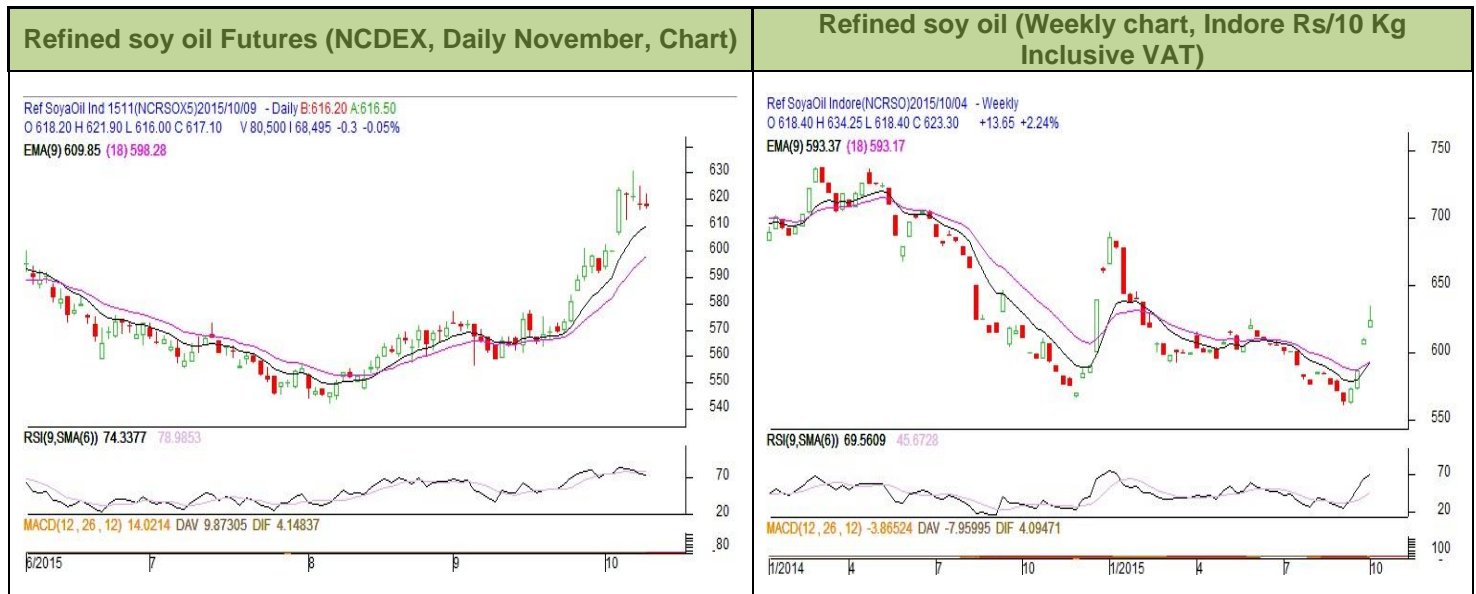 Refined soy oil Futures (NCDEX, Daily November, Chart)
Refined soy oil (Weekly chart, Indore Rs/10 Kg
Inclusive VAT)
Ref SoyaOil Ind 1511(NCRSOX5)2015/10/09 - Daily B:616.20 A:616.50
O 618.20 H 621.90 L 616.00 C 617.10 V 80,500 I 68,495 -0.3 -0.05%
EMA(9) 609.85 (18) 598.28
630
620
610
600
590
580
570
560
550
540
RSI(9,SMA(6)) 74.3377 78.9853
70
20
MACD(12 , 26 , 12) 14.0214 DAV 9.87305 DIF 4.14837
80
6/2015 7 8 9 10
Ref SoyaOil Indore(NCRSO)2015/10/04 - Weekly
O 618.40 H 634.25 L 618.40 C 623.30 +13.65 +2.24%
EMA(9) 593.37 (18) 593.17
750
700
650
600
550
RSI(9,SMA(6)) 69.5609 45.6728
70
20
MACD(12 , 26 , 12) -3.86524 DAV -7.95995 DIF 4.09471
100
1/2014 4 7 10 1/2015 4 7 10